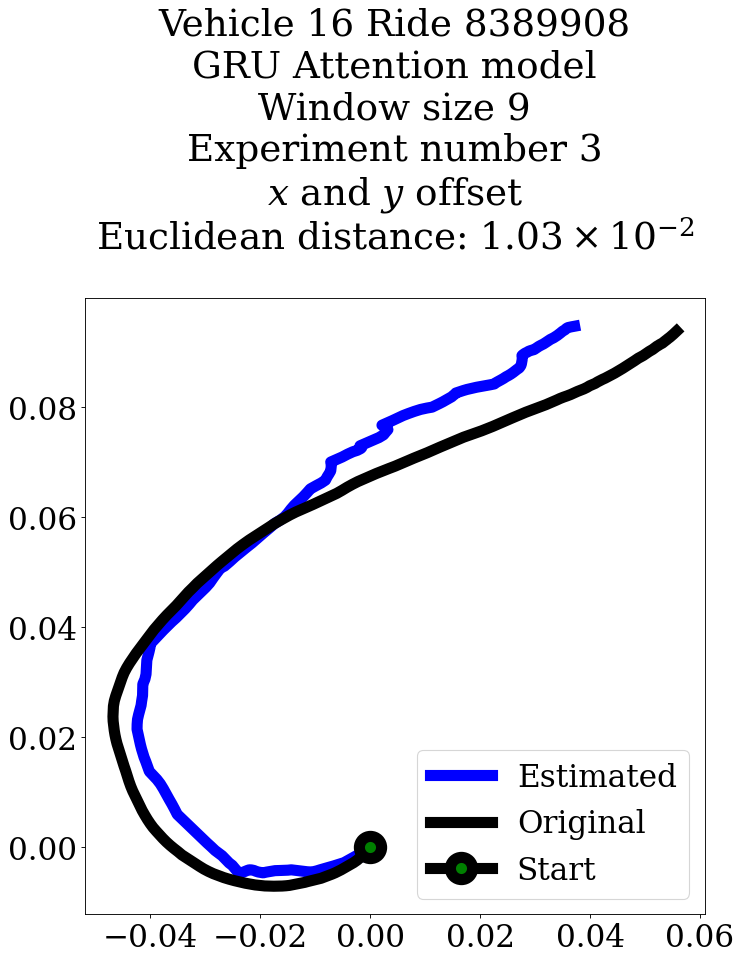 Vehicle 16 Ride 8389908
GRU Attention model
Window size 9
Experiment number 3
x and y offset
Euclidean distance: 1.03 × 10⁻²
0.08
0.06
0.04
0.02
0.00
Estimated
Original
Start
−0.04 −0.02 0.00 0.02 0.04 0.06